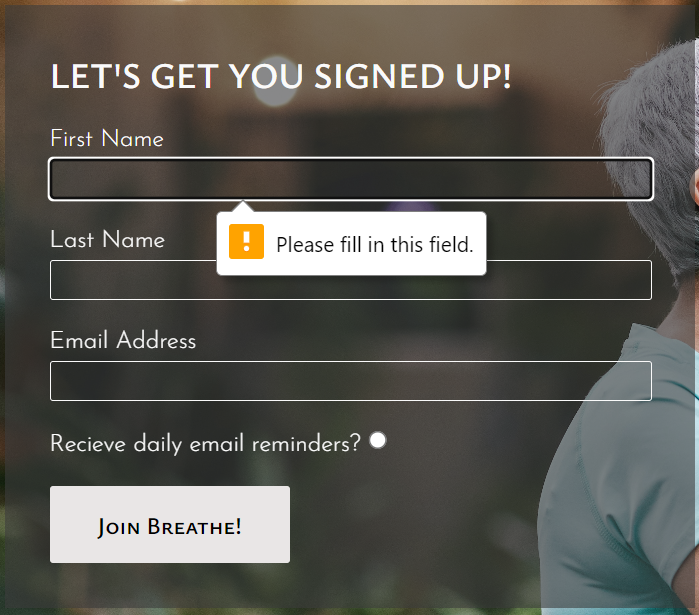 LET'S GET YOU SIGNED UP!
First Name
Please fill in this field.
Last Name
Email Address
Recieve daily email reminders?
Join Breathe!